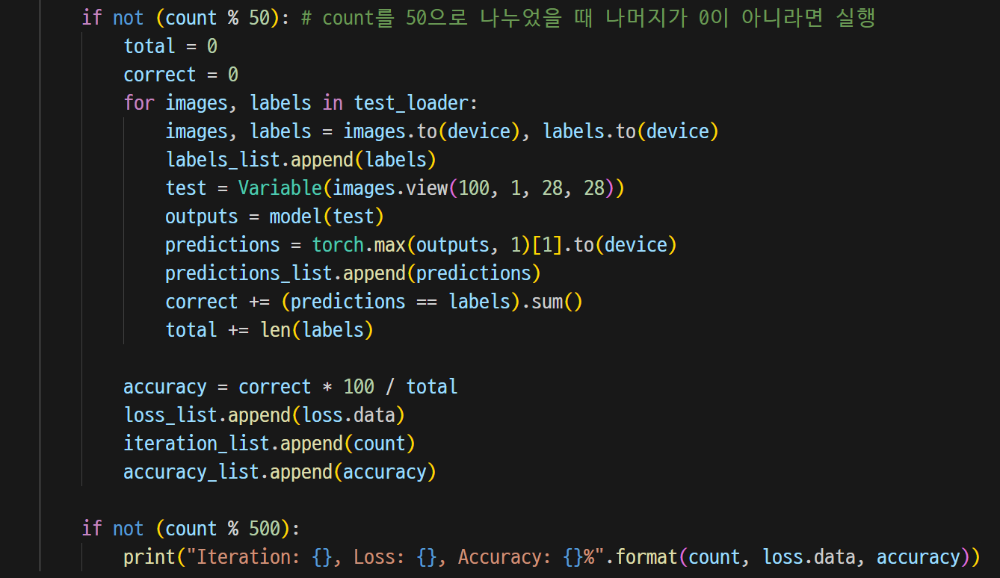 if not (count % 50): # count를 50으로 나누었을 때 나머지가 0이 아니라면 실행
    total = 0
    correct = 0
    for images, labels in test_loader:
        images, labels = images.to(device), labels.to(device)
        labels_list.append(labels)
        test = Variable(images.view(100, 1, 28, 28))
        outputs = model(test)
        predictions = torch.max(outputs, 1)[1].to(device)
        predictions_list.append(predictions)
        correct += (predictions == labels).sum()
        total += len(labels)

    accuracy = correct * 100 / total
    loss_list.append(loss.data)
    iteration_list.append(count)
    accuracy_list.append(accuracy)

if not (count % 500):
    print("Iteration: {}, Loss: {}, Accuracy: {}%".format(count, loss.data, accuracy))